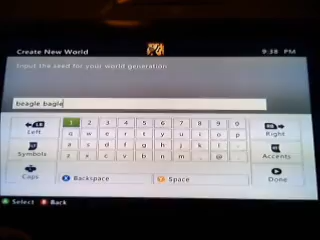 Create New World
9:38 PM
Input the seed for your world generation
beagle bagle
1 2 3 4 5 6 7 8 9 0
Left
q w e r t y u i o p
Right
a s d f g h j k l -
Symbols
z x c v b n m , . @
Accents
Caps
X Backspace
Y Space
Done
A Select B Back